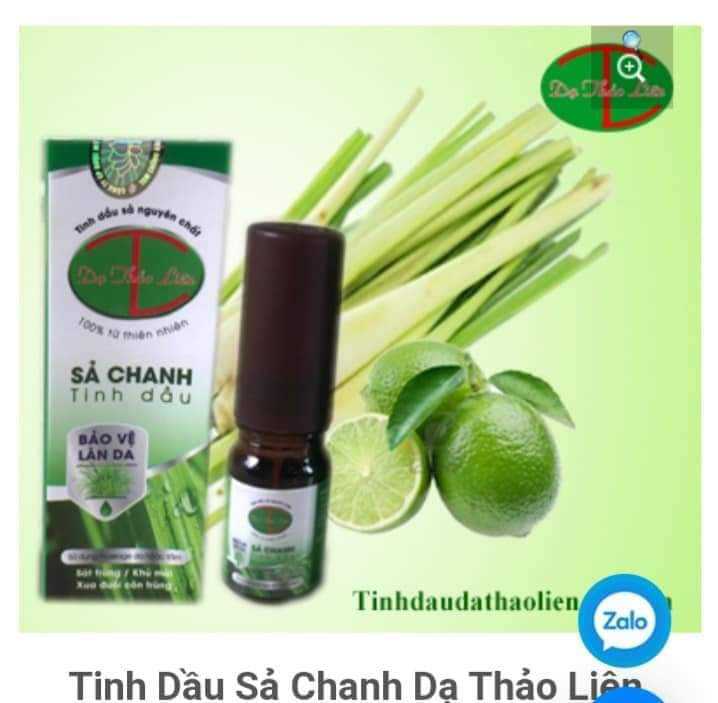 Dạ Thảo Liên
Tinh dầu sả nguyên chất
Dạ Thảo Liên
100% từ thiên nhiên
SẢ CHANH
Tinh dầu
BẢO VỆ
LÀN DA
Sát trùng / Khử mùi
Xua đuổi côn trùng
SẢ CHANH
Tinhdaudathaolien
Zalo
Tinh Dầu Sả Chanh Dạ Thảo Liên